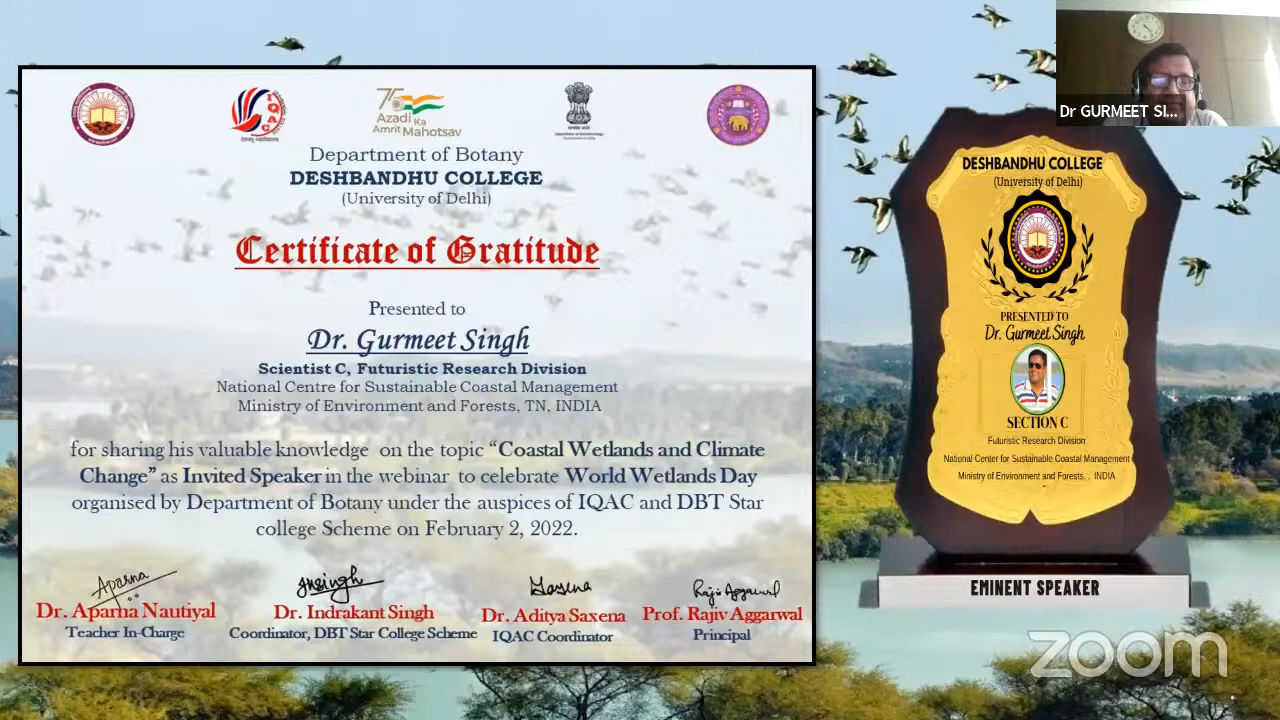 IQAC
75
Azadi Ka
Amrit Mahotsav
Department of Botany
DESHBANDHU COLLEGE
(University of Delhi)
Certificate of Gratitude
Presented to
Dr. Gurmeet Singh
Scientist C, Futuristic Research Division
National Centre for Sustainable Coastal Management
Ministry of Environment and Forests, TN, INDIA
for sharing his valuable knowledge on the topic “Coastal Wetlands and Climate
Change” as Invited Speaker in the webinar to celebrate World Wetlands Day
organised by Department of Botany under the auspices of IQAC and DBT Star
college Scheme on February 2, 2022.
Aparna
Dr. Aparna Nautiyal
Teacher In-Charge
Dr. Indrakant Singh
Coordinator, DBT Star College Scheme
Dr. Aditya Saxena
IQAC Coordinator
Rajiv Aggarwal
Prof. Rajiv Aggarwal
Principal
Dr GURMEET SI...
DESHBANDHU COLLEGE
(University of Delhi)
PRESENTED TO
Dr. Gurmeet Singh
SECTION C
Futuristic Research Division
National Center for Sustainable Coastal Management
Ministry of Environment and Forests, . INDIA
EMINENT SPEAKER
zoom